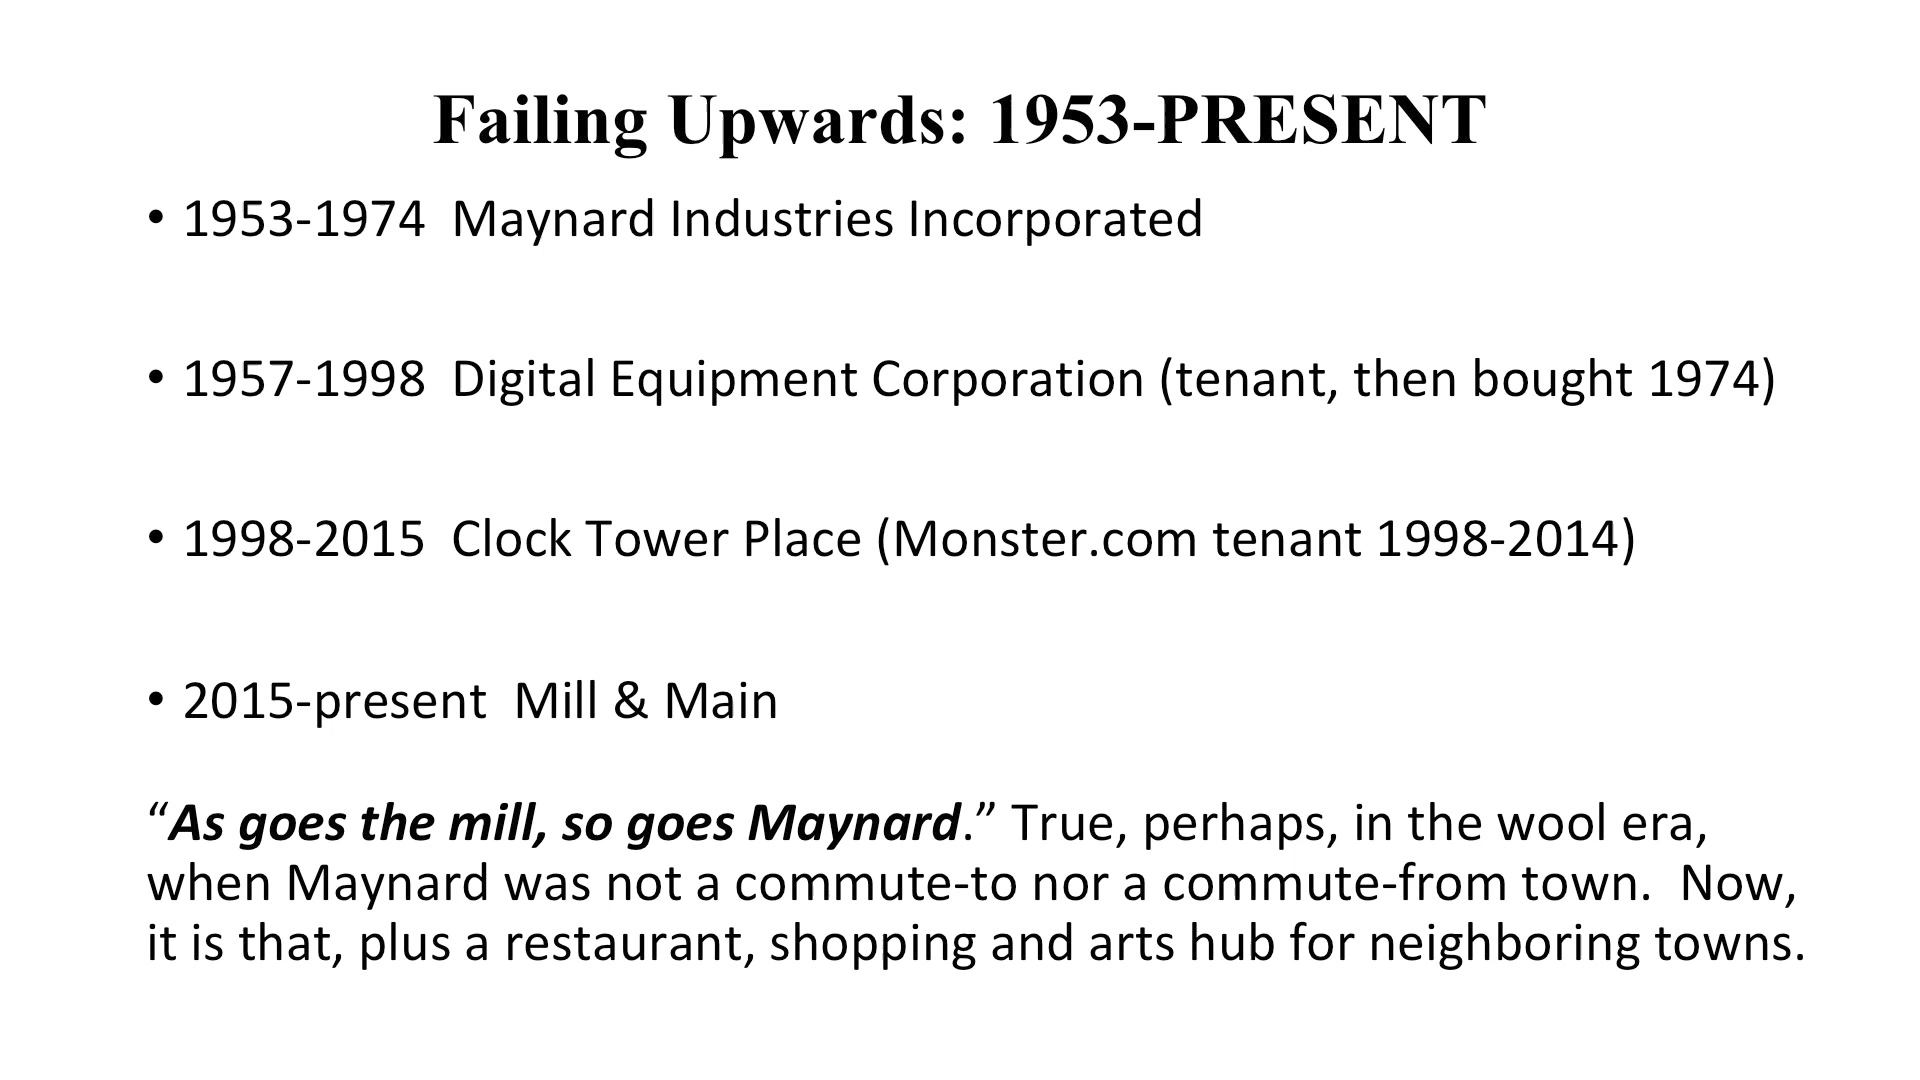 Failing Upwards: 1953-PRESENT
• 1953-1974  Maynard Industries Incorporated
• 1957-1998  Digital Equipment Corporation (tenant, then bought 1974)
• 1998-2015  Clock Tower Place (Monster.com tenant 1998-2014)
• 2015-present  Mill & Main
“As goes the mill, so goes Maynard.” True, perhaps, in the wool era,
when Maynard was not a commute-to nor a commute-from town.  Now,
it is that, plus a restaurant, shopping and arts hub for neighboring towns.